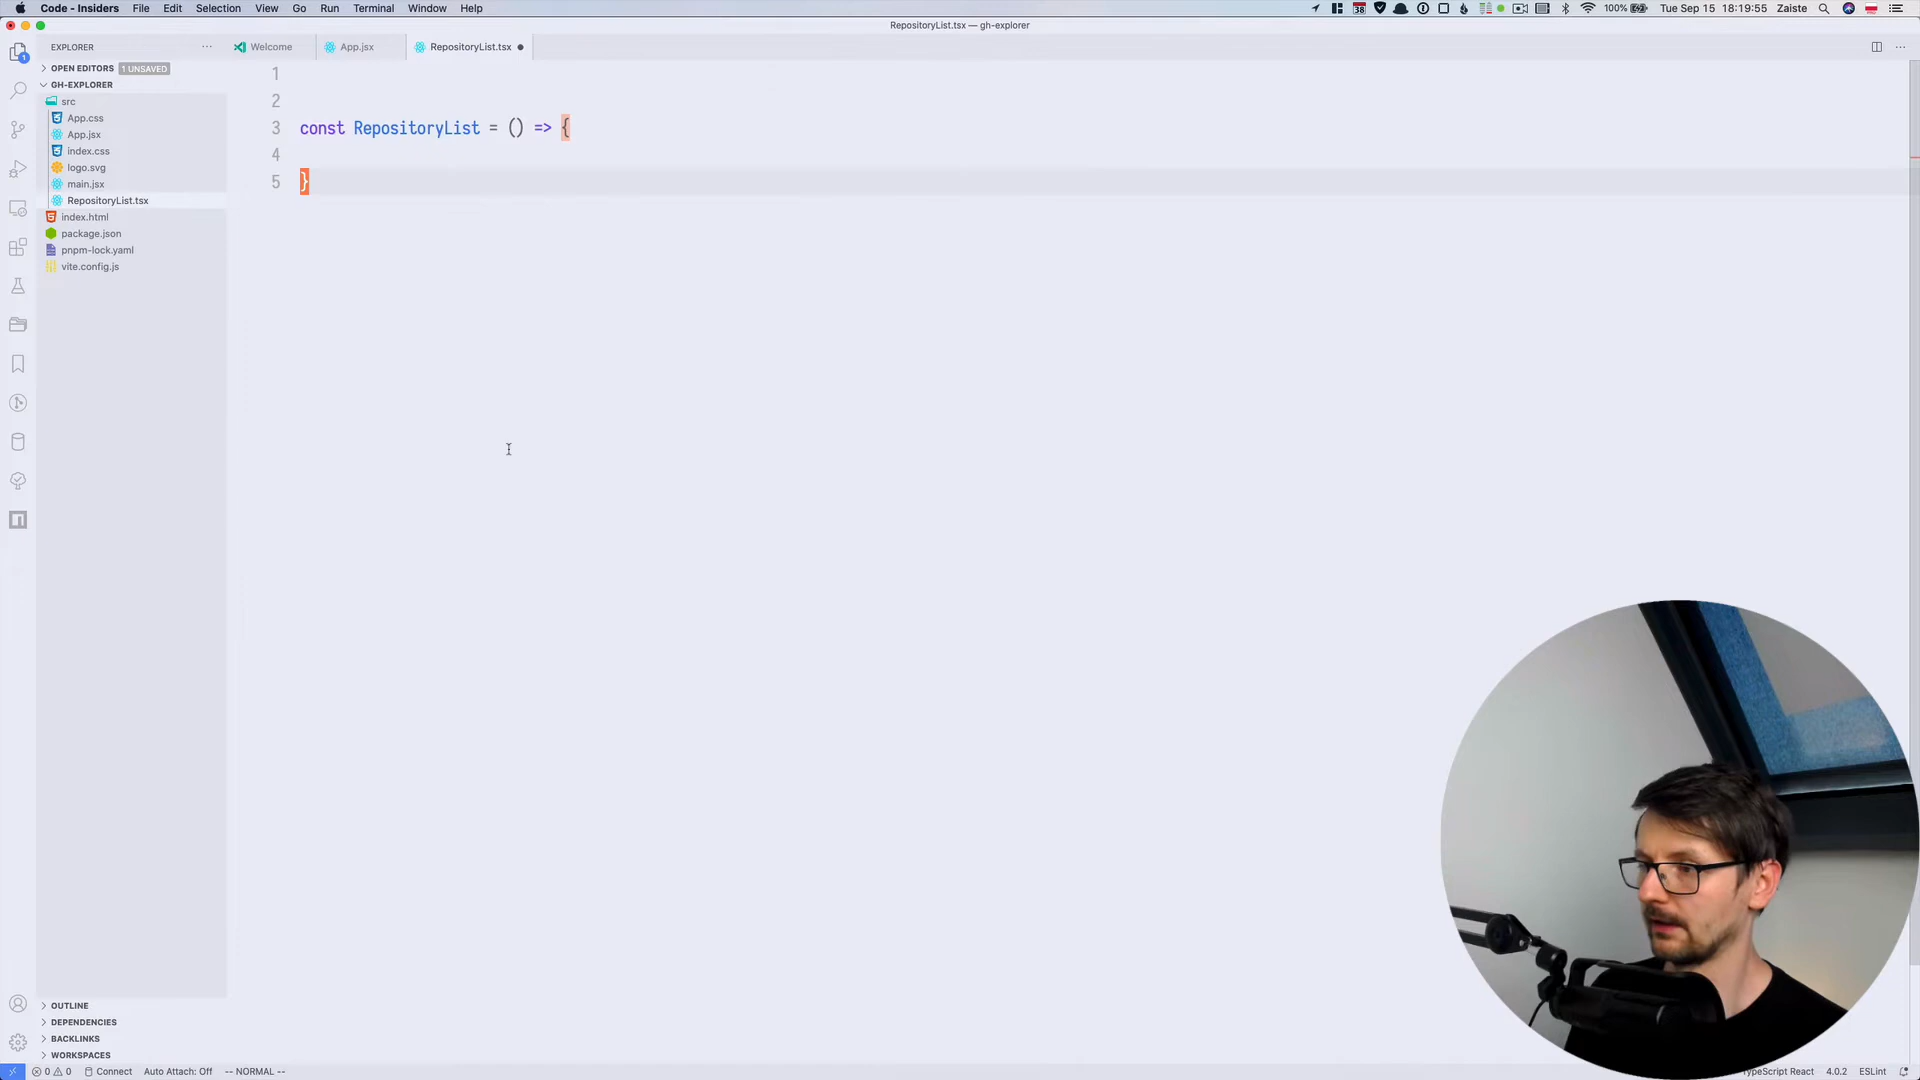 Code - Insiders File Edit Selection View Go Run Terminal Window Help
38 100% Tue Sep 15 18:19:55 Zaiste
RepositoryList.tsx — gh-explorer
EXPLORER
Welcome
App.jsx
RepositoryList.tsx
OPEN EDITORS 1 UNSAVED
GH-EXPLORER
src
App.css
App.jsx
index.css
logo.svg
main.jsx
RepositoryList.tsx
index.html
package.json
pnpm-lock.yaml
vite.config.js
1
2
3 const RepositoryList = () => {
4
5 }
OUTLINE
DEPENDENCIES
BACKLINKS
WORKSPACES
0 0 Connect Auto Attach: Off -- NORMAL --
TypeScript React 4.0.2 ESLint